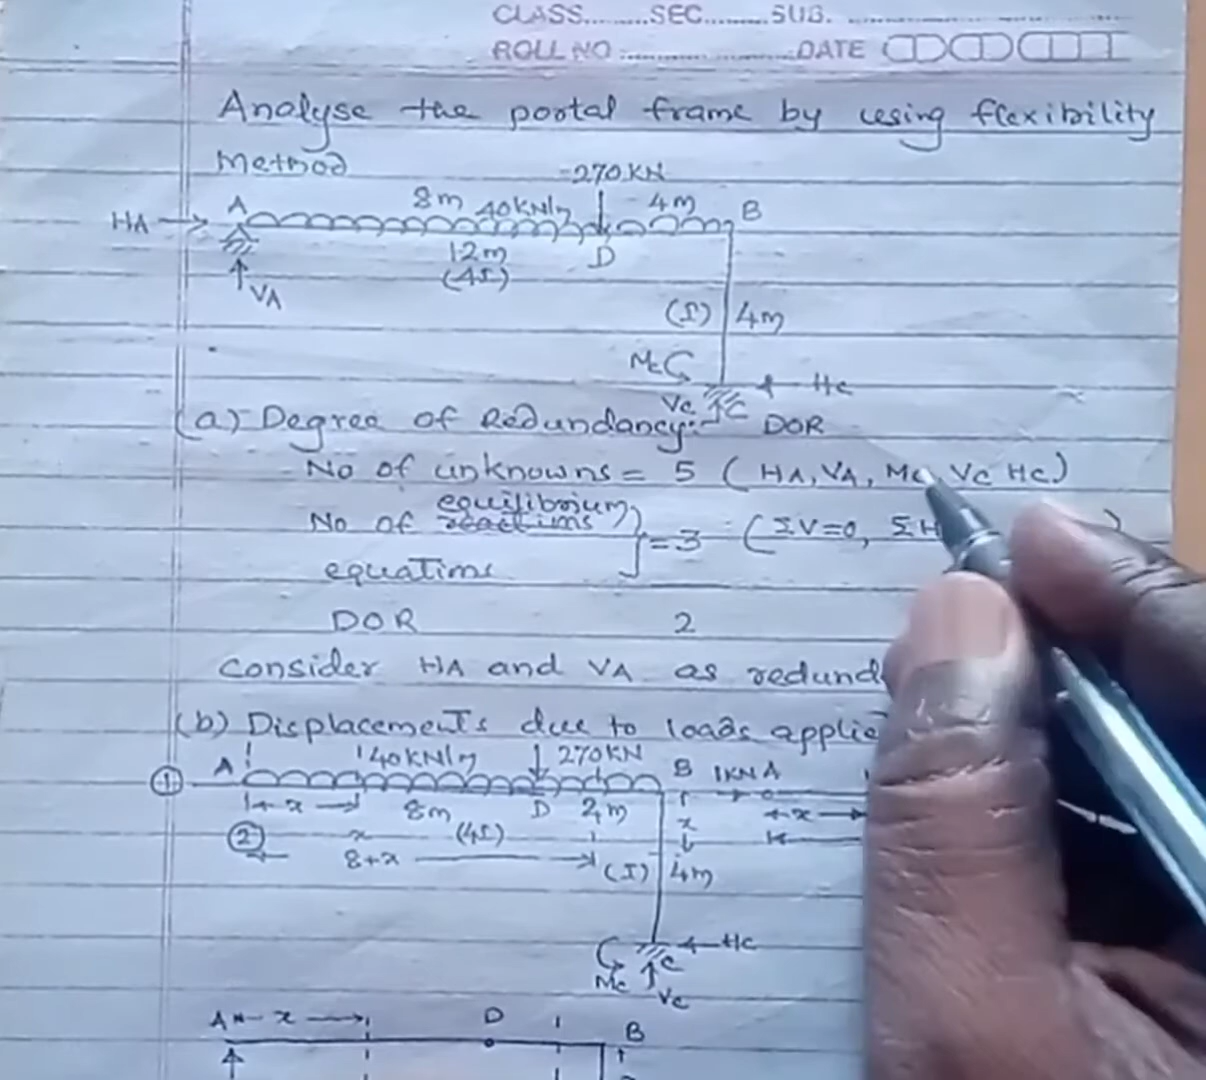 CLASS.........SEC.........SUB. ................................
ROLL NO ........................DATE
Analyse the portal frame by using flexibility
Method
270 KN
8m 40KN/m 4m
A B
HA
12m D
(4I)
VA
(I) 4m
Mc
Hc
Vc C
(a) Degree of Redundancy:- DOR
No of unknowns = 5 (HA, VA, Mc, Vc Hc)
equilibrium
No of reactions } = 3 (ΣV=0, ΣH
equations
DOR 2
Consider HA and VA as redund
(b) Displacements due to loads applie
40KN/m 270KN
① A B 1KN A
x 8m D 2m x x
② x (4I)
8+x (I) 4m
Hc
Mc C
Vc
A x D B